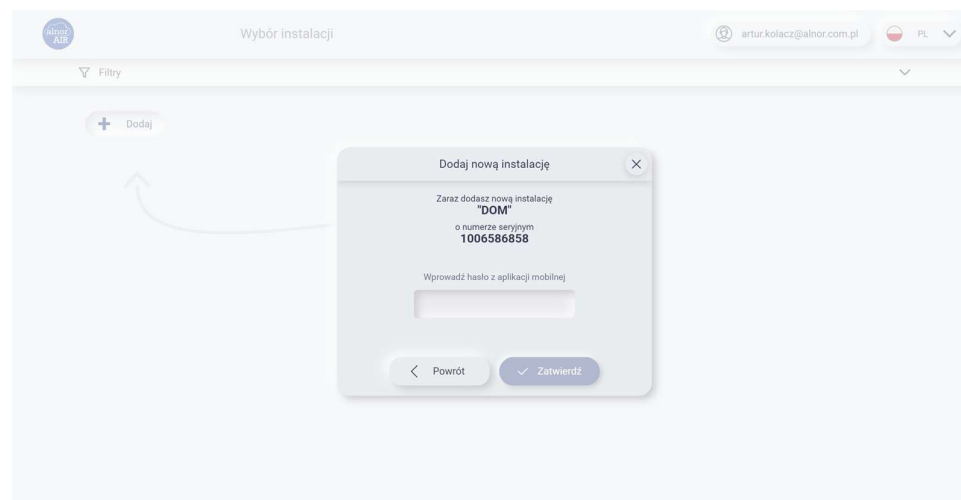 alnor
AIR
Wybór instalacji
artur.kolacz@alnor.com.pl
PL
Filtry
Dodaj
Dodaj nową instalację
Zaraz dodasz nową instalację
"DOM"
o numerze seryjnym
1006586858
Wprowadź hasło z aplikacji mobilnej
Powrót
Zatwierdź